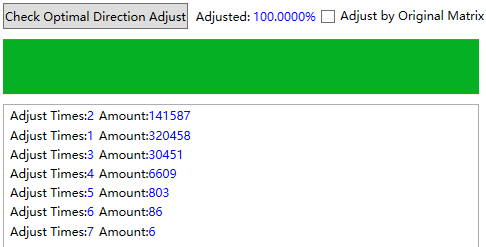 Check Optimal Direction Adjust Adjusted: 100.0000% Adjust by Original Matrix
Adjust Times:2 Amount:141587
Adjust Times:1 Amount:320458
Adjust Times:3 Amount:30451
Adjust Times:4 Amount:6609
Adjust Times:5 Amount:803
Adjust Times:6 Amount:86
Adjust Times:7 Amount:6